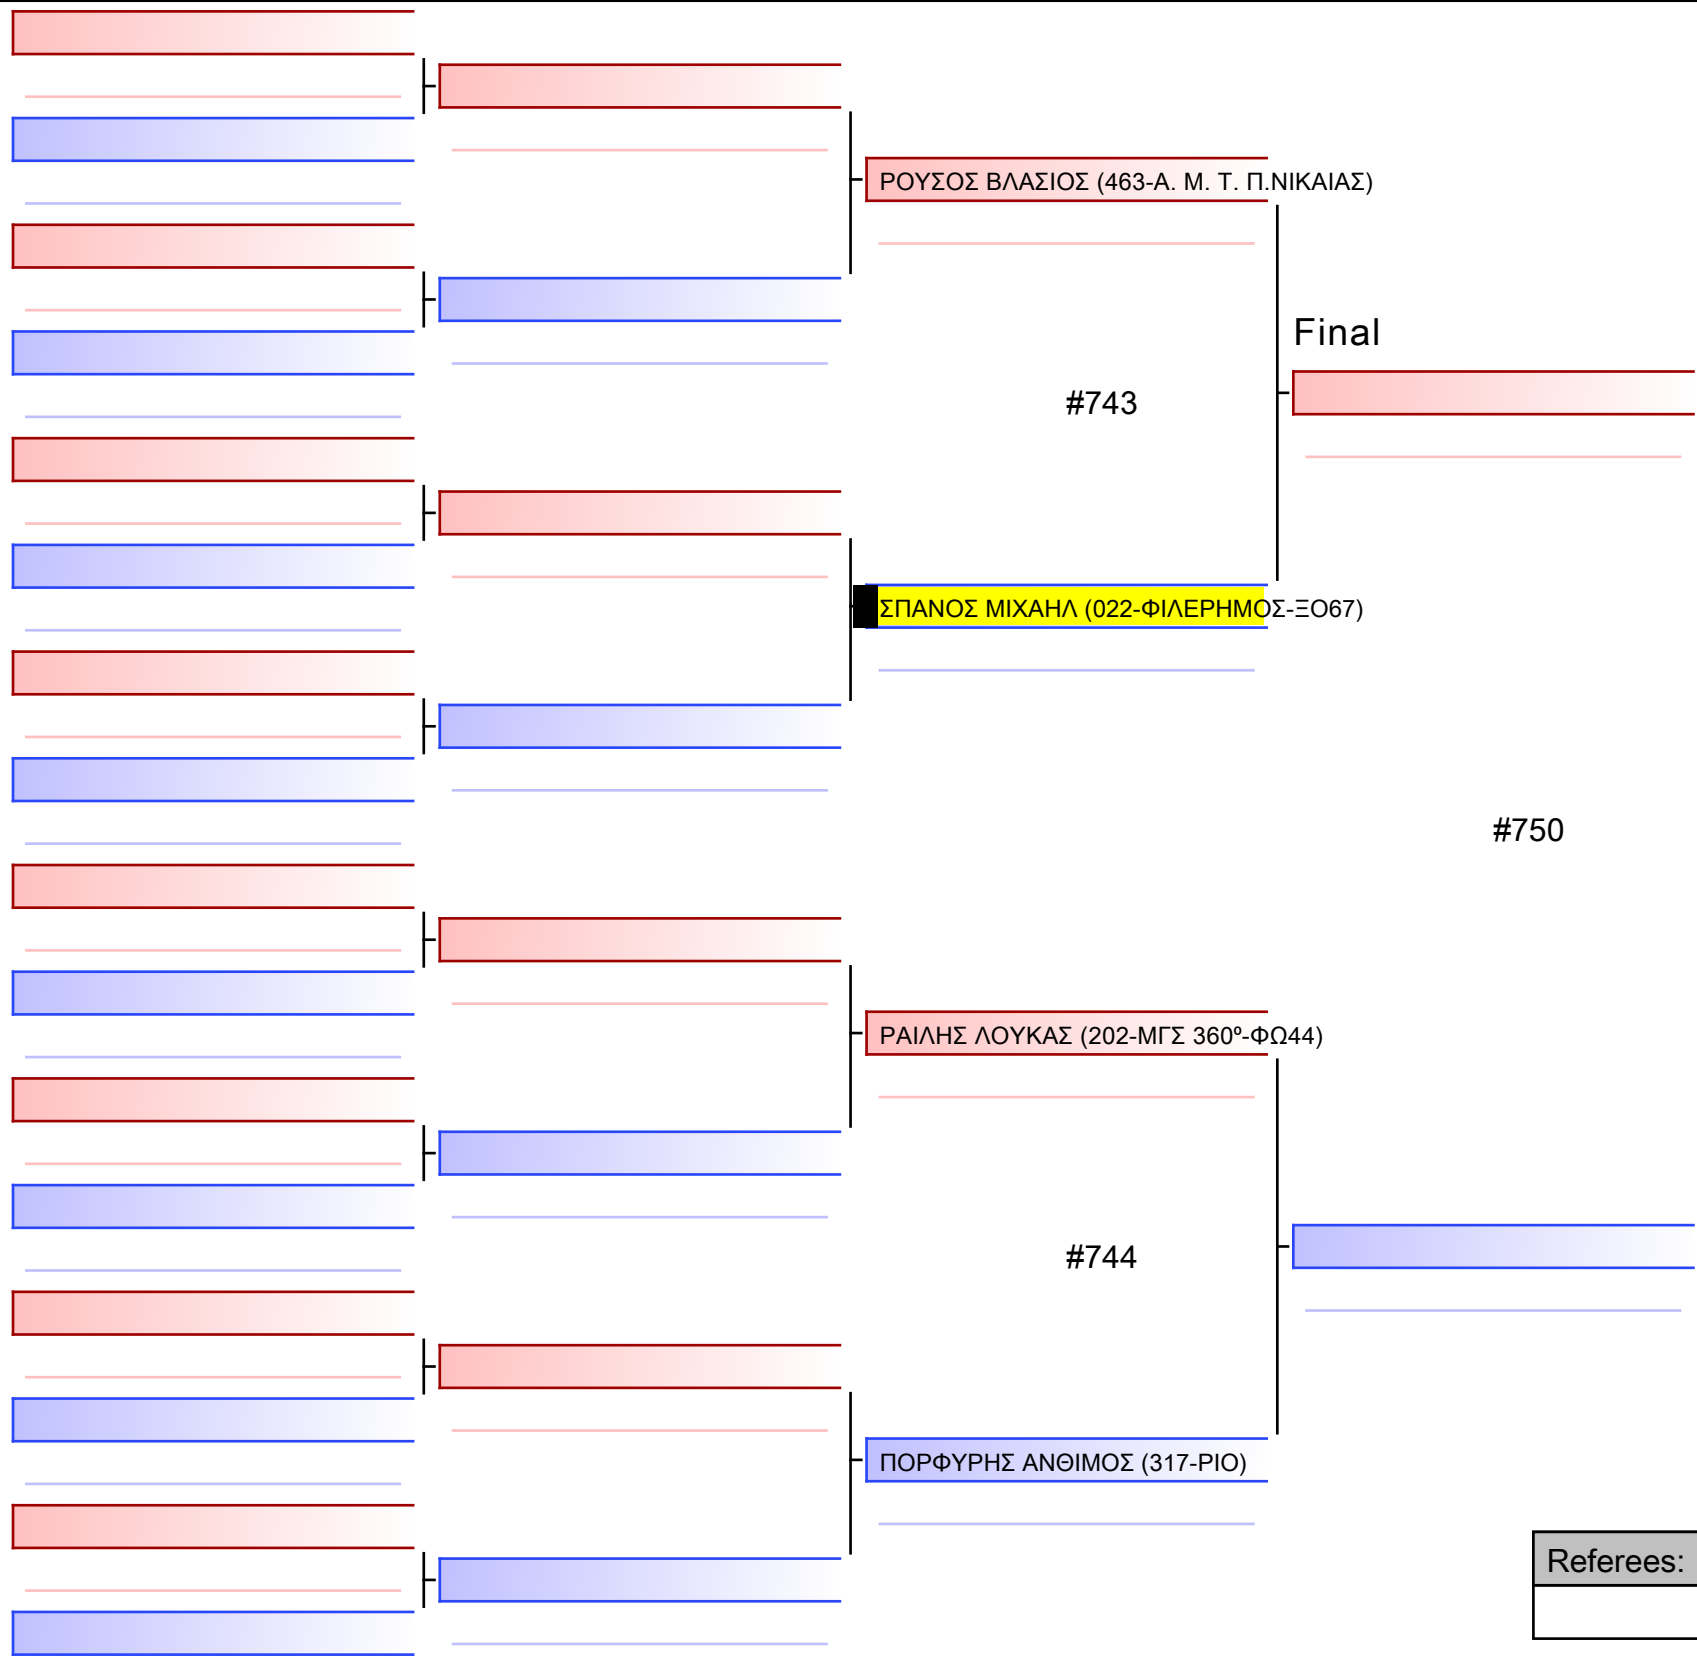 ΡΟΥΣΟΣ ΒΛΑΣΙΟΣ (463-Α. Μ. Τ. Π.ΝΙΚΑΙΑΣ)
Final
#743
ΣΠΑΝΟΣ ΜΙΧΑΗΛ (022-ΦΙΛΕΡΗΜΟΣ-ΞΟ67)
#750
ΡΑΙΛΗΣ ΛΟΥΚΑΣ (202-ΜΓΣ 360º-ΦΩ44)
#744
ΠΟΡΦΥΡΗΣ ΑΝΘΙΜΟΣ (317-ΡΙΟ)
Referees: